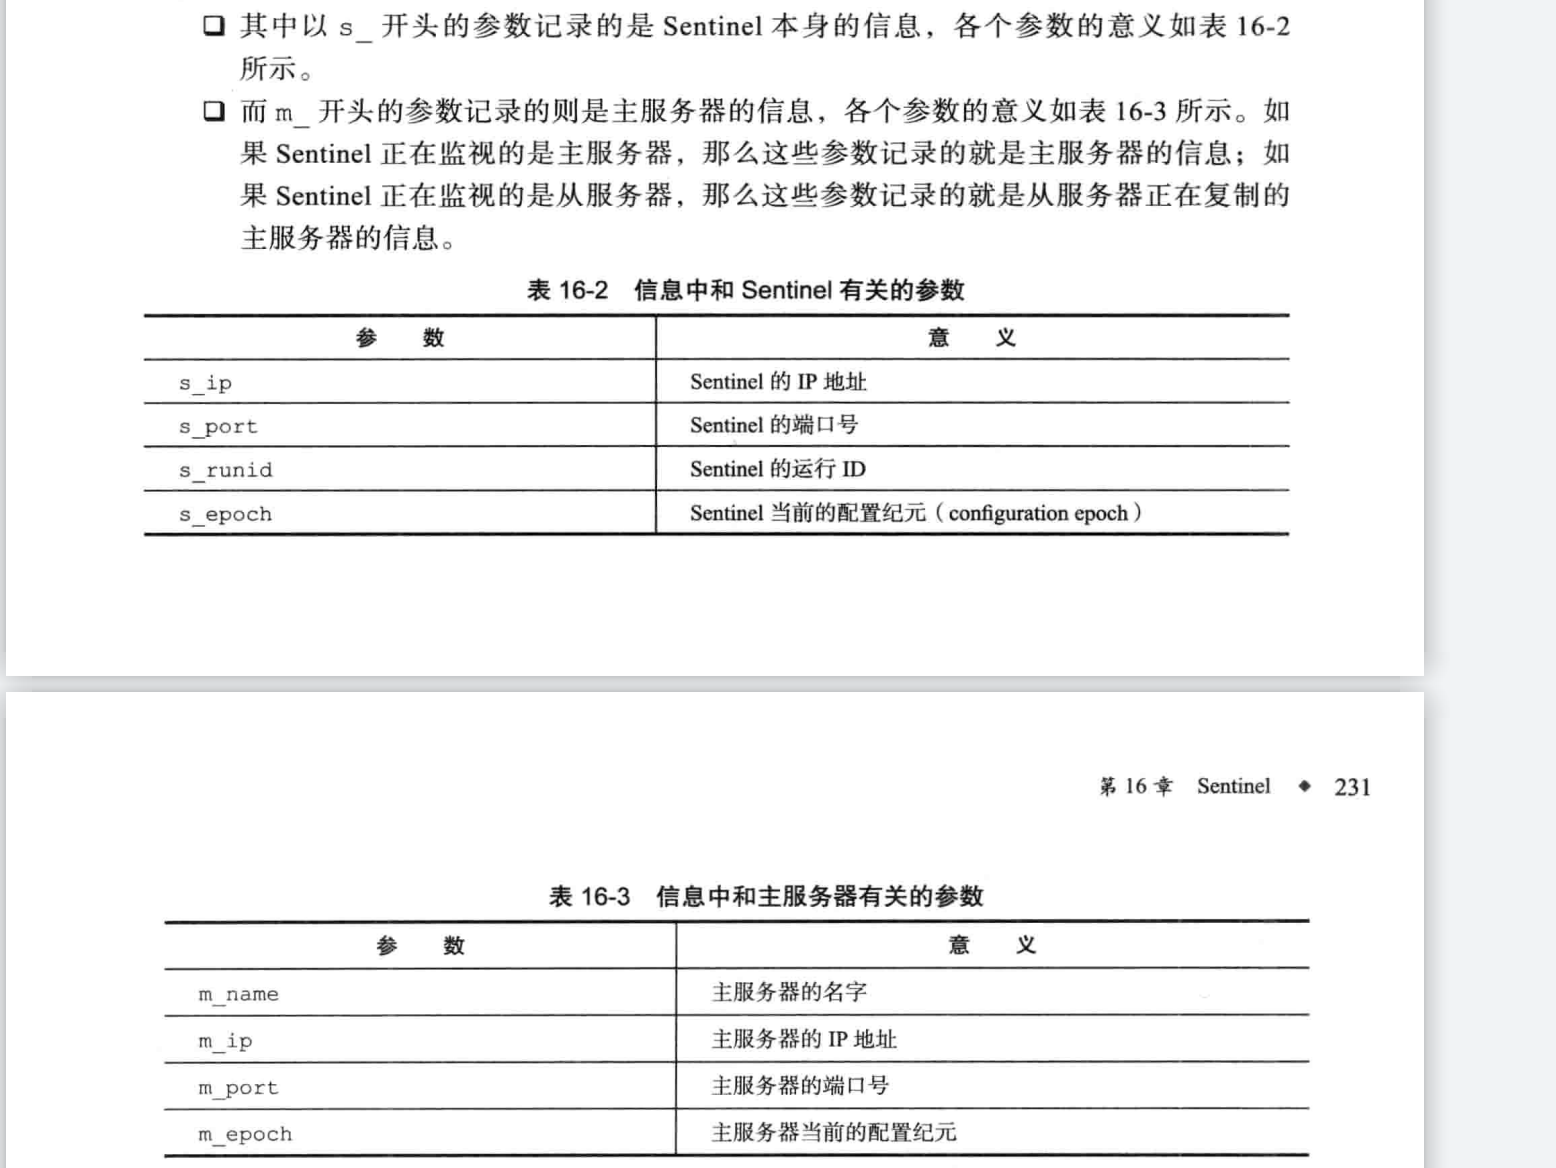 ❑ 其中以 s_ 开头的参数记录的是 Sentinel 本身的信息，各个参数的意义如表 16-2
所示。
❑ 而 m_ 开头的参数记录的则是主服务器的信息，各个参数的意义如表 16-3 所示。如
果 Sentinel 正在监视的是主服务器，那么这些参数记录的就是主服务器的信息；如
果 Sentinel 正在监视的是从服务器，那么这些参数记录的就是从服务器正在复制的
主服务器的信息。
表 16-2 信息中和 Sentinel 有关的参数
参 数 意 义
s_ip Sentinel 的 IP 地址
s_port Sentinel 的端口号
s_runid Sentinel 的运行 ID
s_epoch Sentinel 当前的配置纪元（configuration epoch）
第 16 章 Sentinel ◆ 231
表 16-3 信息中和主服务器有关的参数
参 数 意 义
m_name 主服务器的名字
m_ip 主服务器的 IP 地址
m_port 主服务器的端口号
m_epoch 主服务器当前的配置纪元